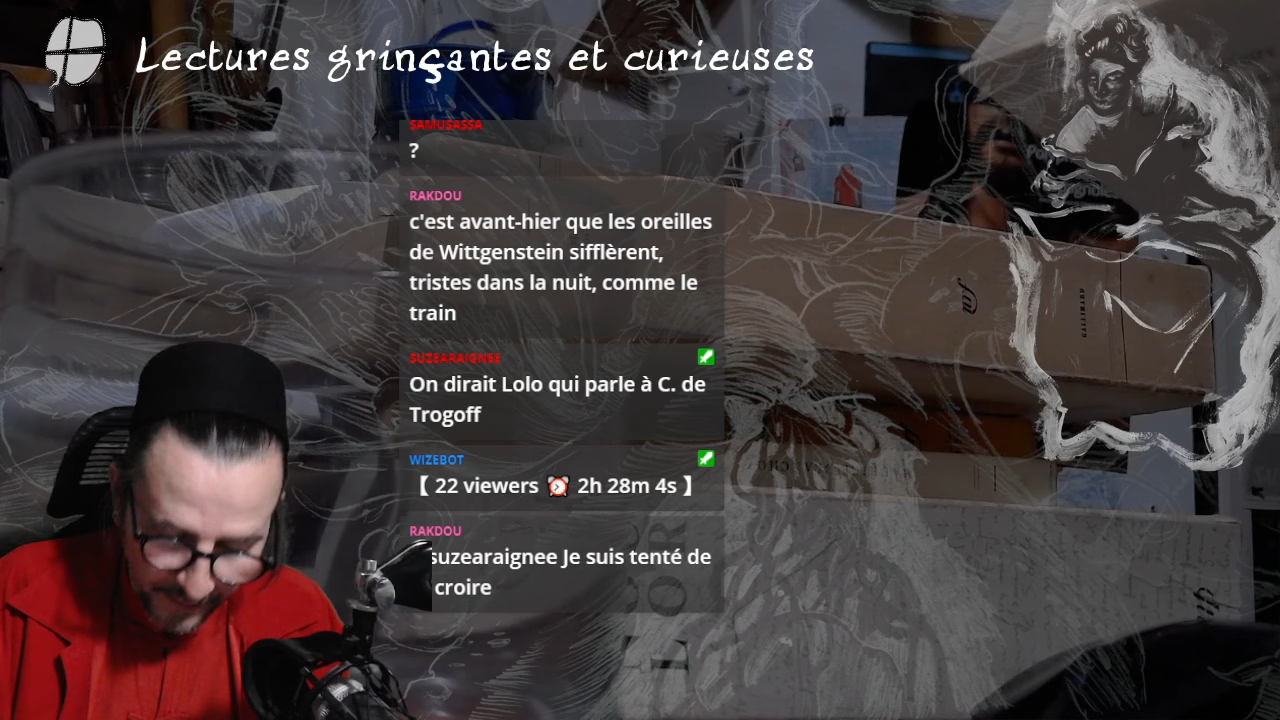 Lectures grinçantes et curieuses
SAMUSASSA
?
RAKDOU
c'est avant-hier que les oreilles
de Wittgenstein sifflèrent,
tristes dans la nuit, comme le
train
SUZEARAIGNEE
On dirait Lolo qui parle à C. de
Trogoff
WIZEBOT
【 22 viewers ⏰ 2h 28m 4s 】
RAKDOU
suzearaignee Je suis tenté de
croire
nrf
GALLIMARD